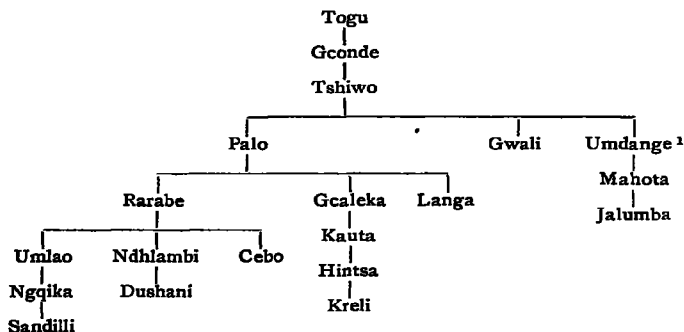 Togu
Gconde
Tshiwo
Palo Gwali Umdange ¹
Rarabe Gcaleka Langa Mahota
Jalumba
Umlao Ndhlambi Cebo Kauta
Ngqika Dushani Hintsa
Sandilli Kreli